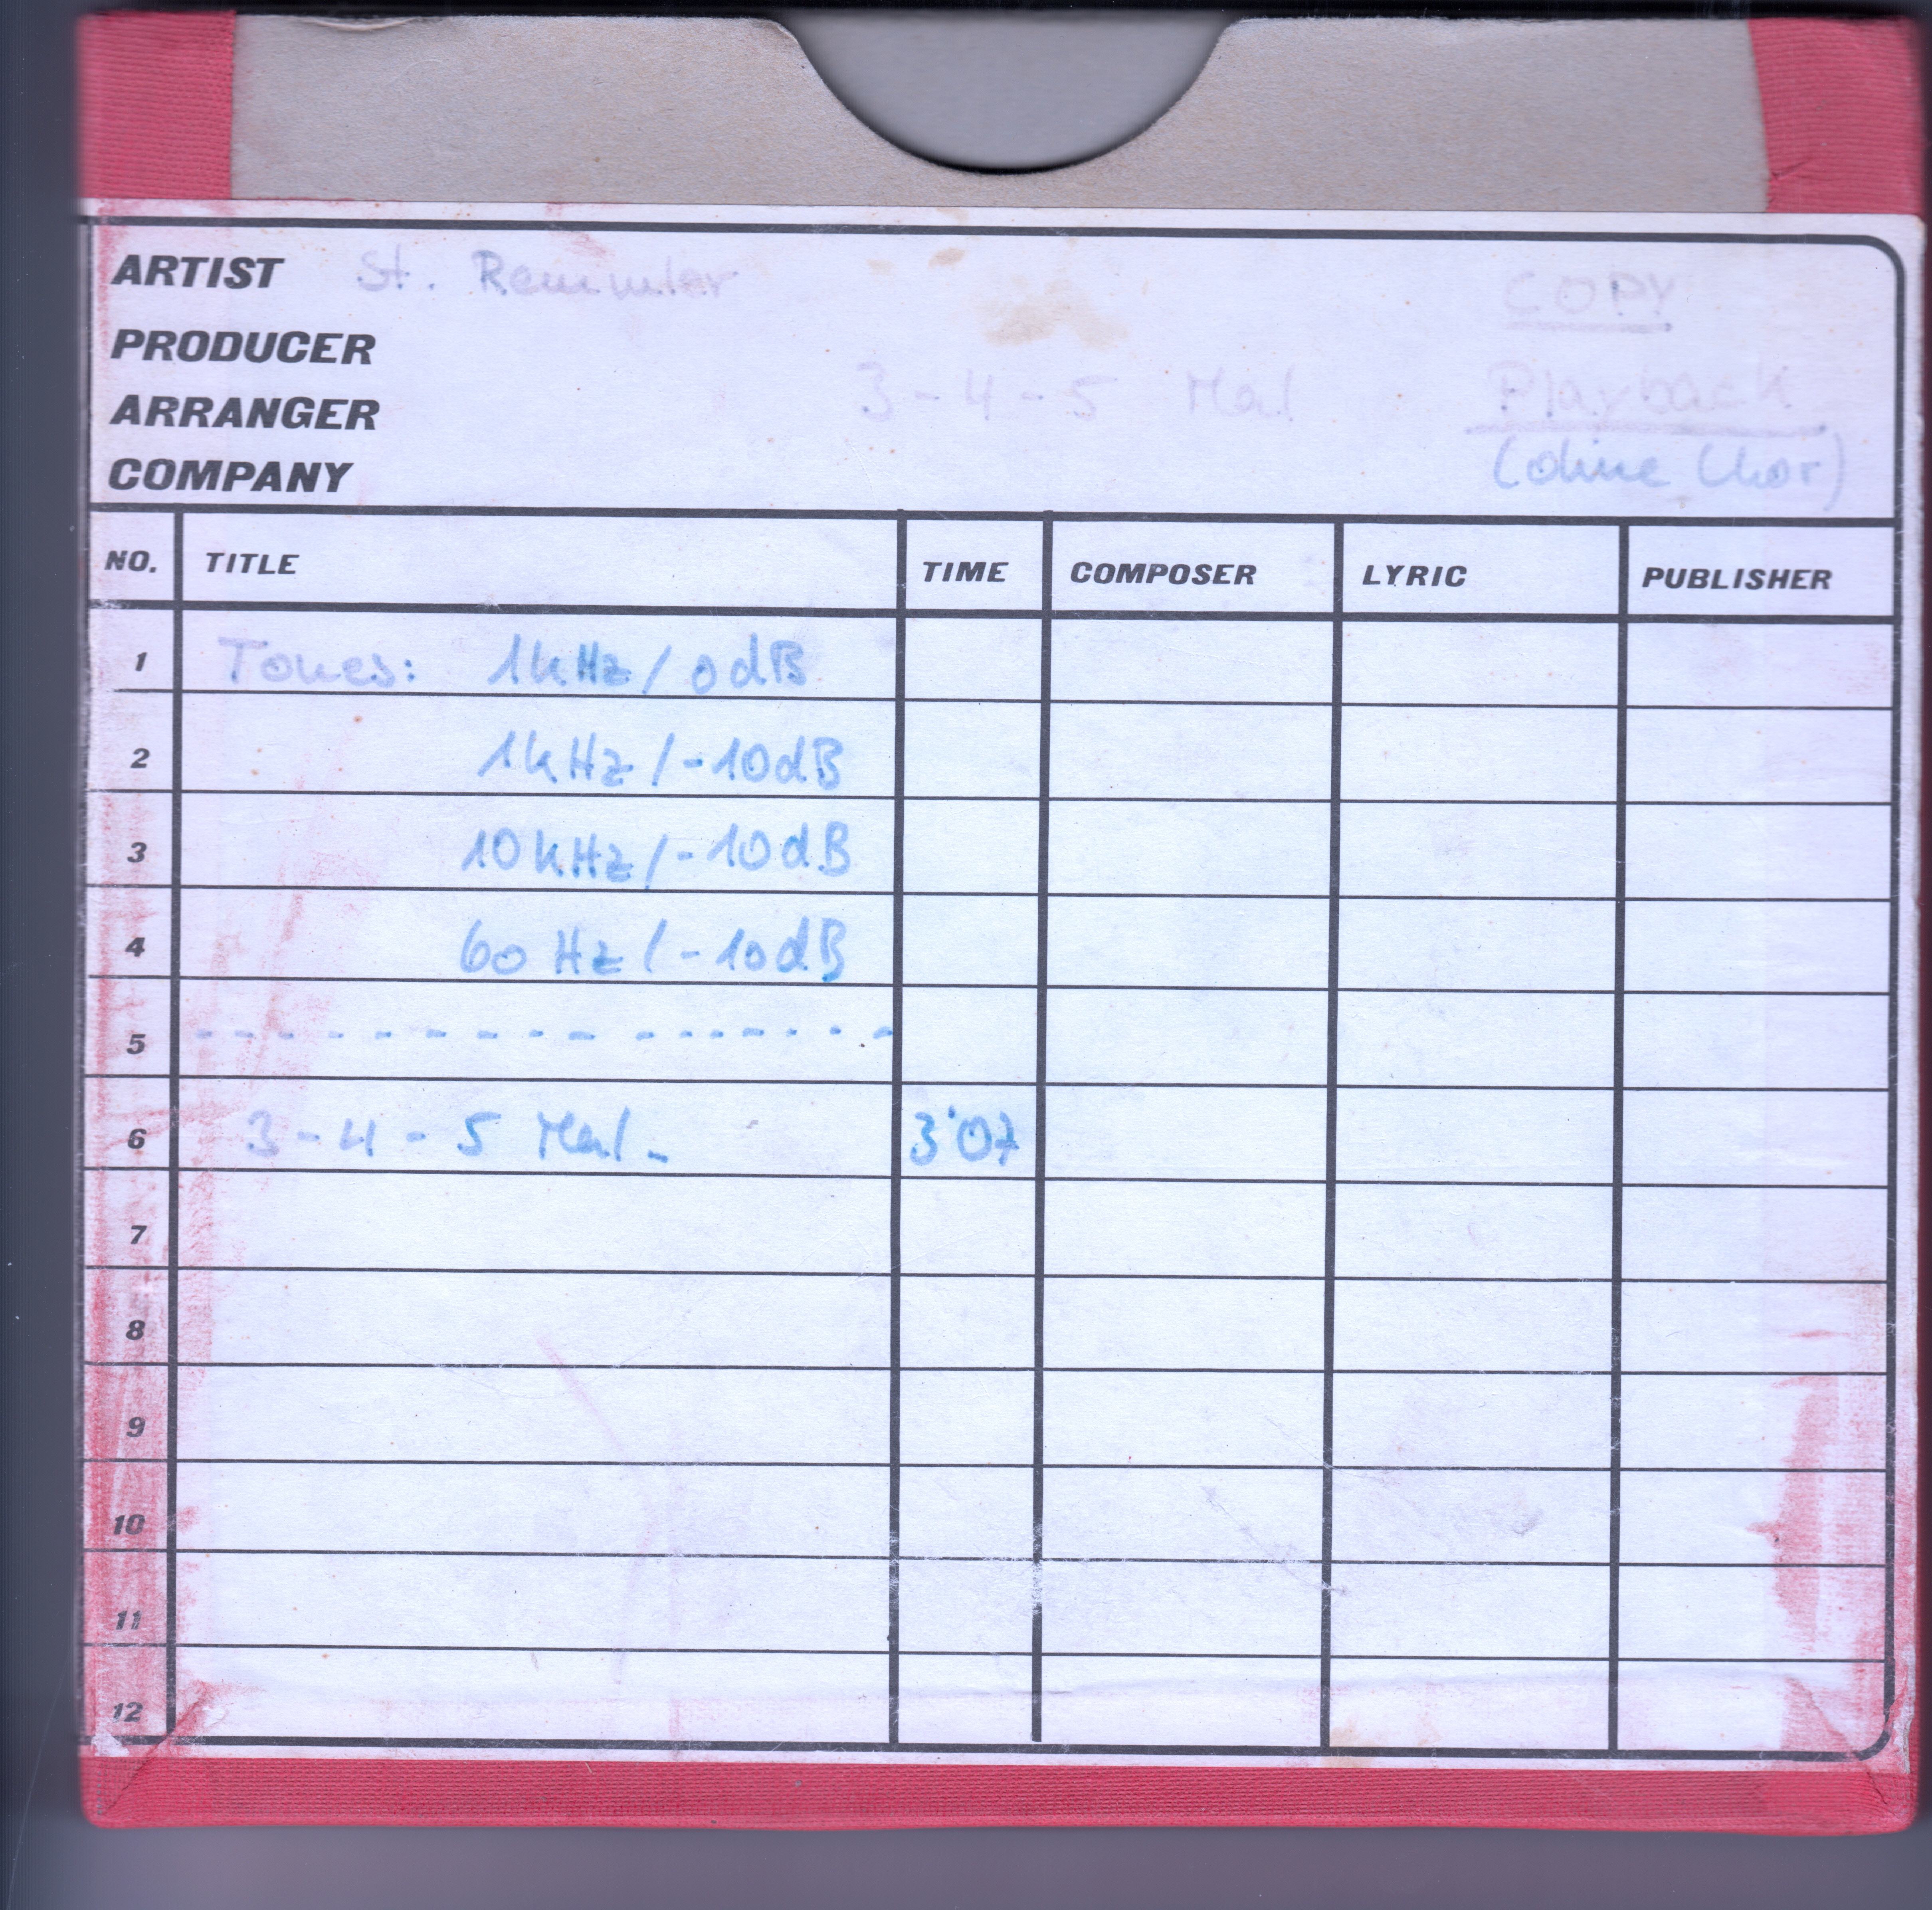 ARTIST St. Remmler COPY
PRODUCER
3-4-5 Mal Playback
ARRANGER
COMPANY (ohne Chor)
NO. TITLE TIME COMPOSER LYRIC PUBLISHER
1 Tones: 1kHz / 0dB
2 1kHz / -10dB
3 10kHz / -10dB
4 60 Hz / -10dB
5 - - - - - - - - - - - - - - - -
6 3-4-5 Mal. 3'07
7
8
9
10
11
12